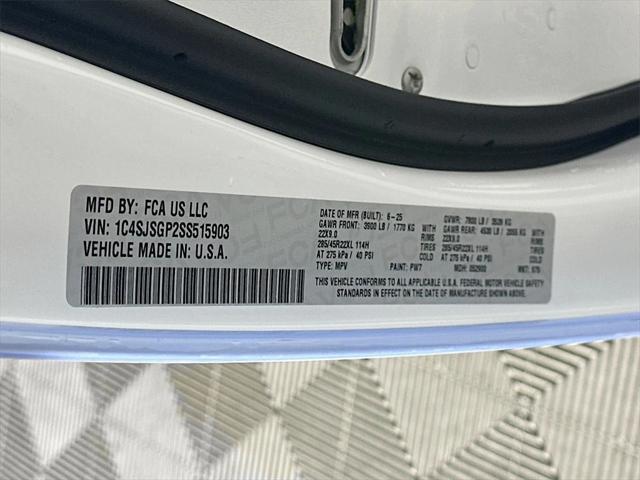 MFD BY: FCA US LLC
VIN: 1C4SJSGP2SS515903
VEHICLE MADE IN: U.S.A.
DATE OF MFR (BUILT): 6-25
GAWR FRONT: 3900 LB / 1770 KG
22X9.0 RIMS
285/45R22XL 114H TIRES
AT 275 kPa / 40 PSI COLD
TYPE: MPV PAINT: PW7
GVWR: 7800 LB / 3539 KG
GAWR REAR: 4530 LB / 2055 KG
22X9.0 RIMS
285/45R22XL 114H TIRES
AT 275 kPa / 40 PSI COLD
MDH: 052900
THIS VEHICLE CONFORMS TO ALL APPLICABLE U.S.A. FEDERAL MOTOR VEHICLE SAFETY
STANDARDS IN EFFECT ON THE DATE OF MANUFACTURE SHOWN ABOVE.